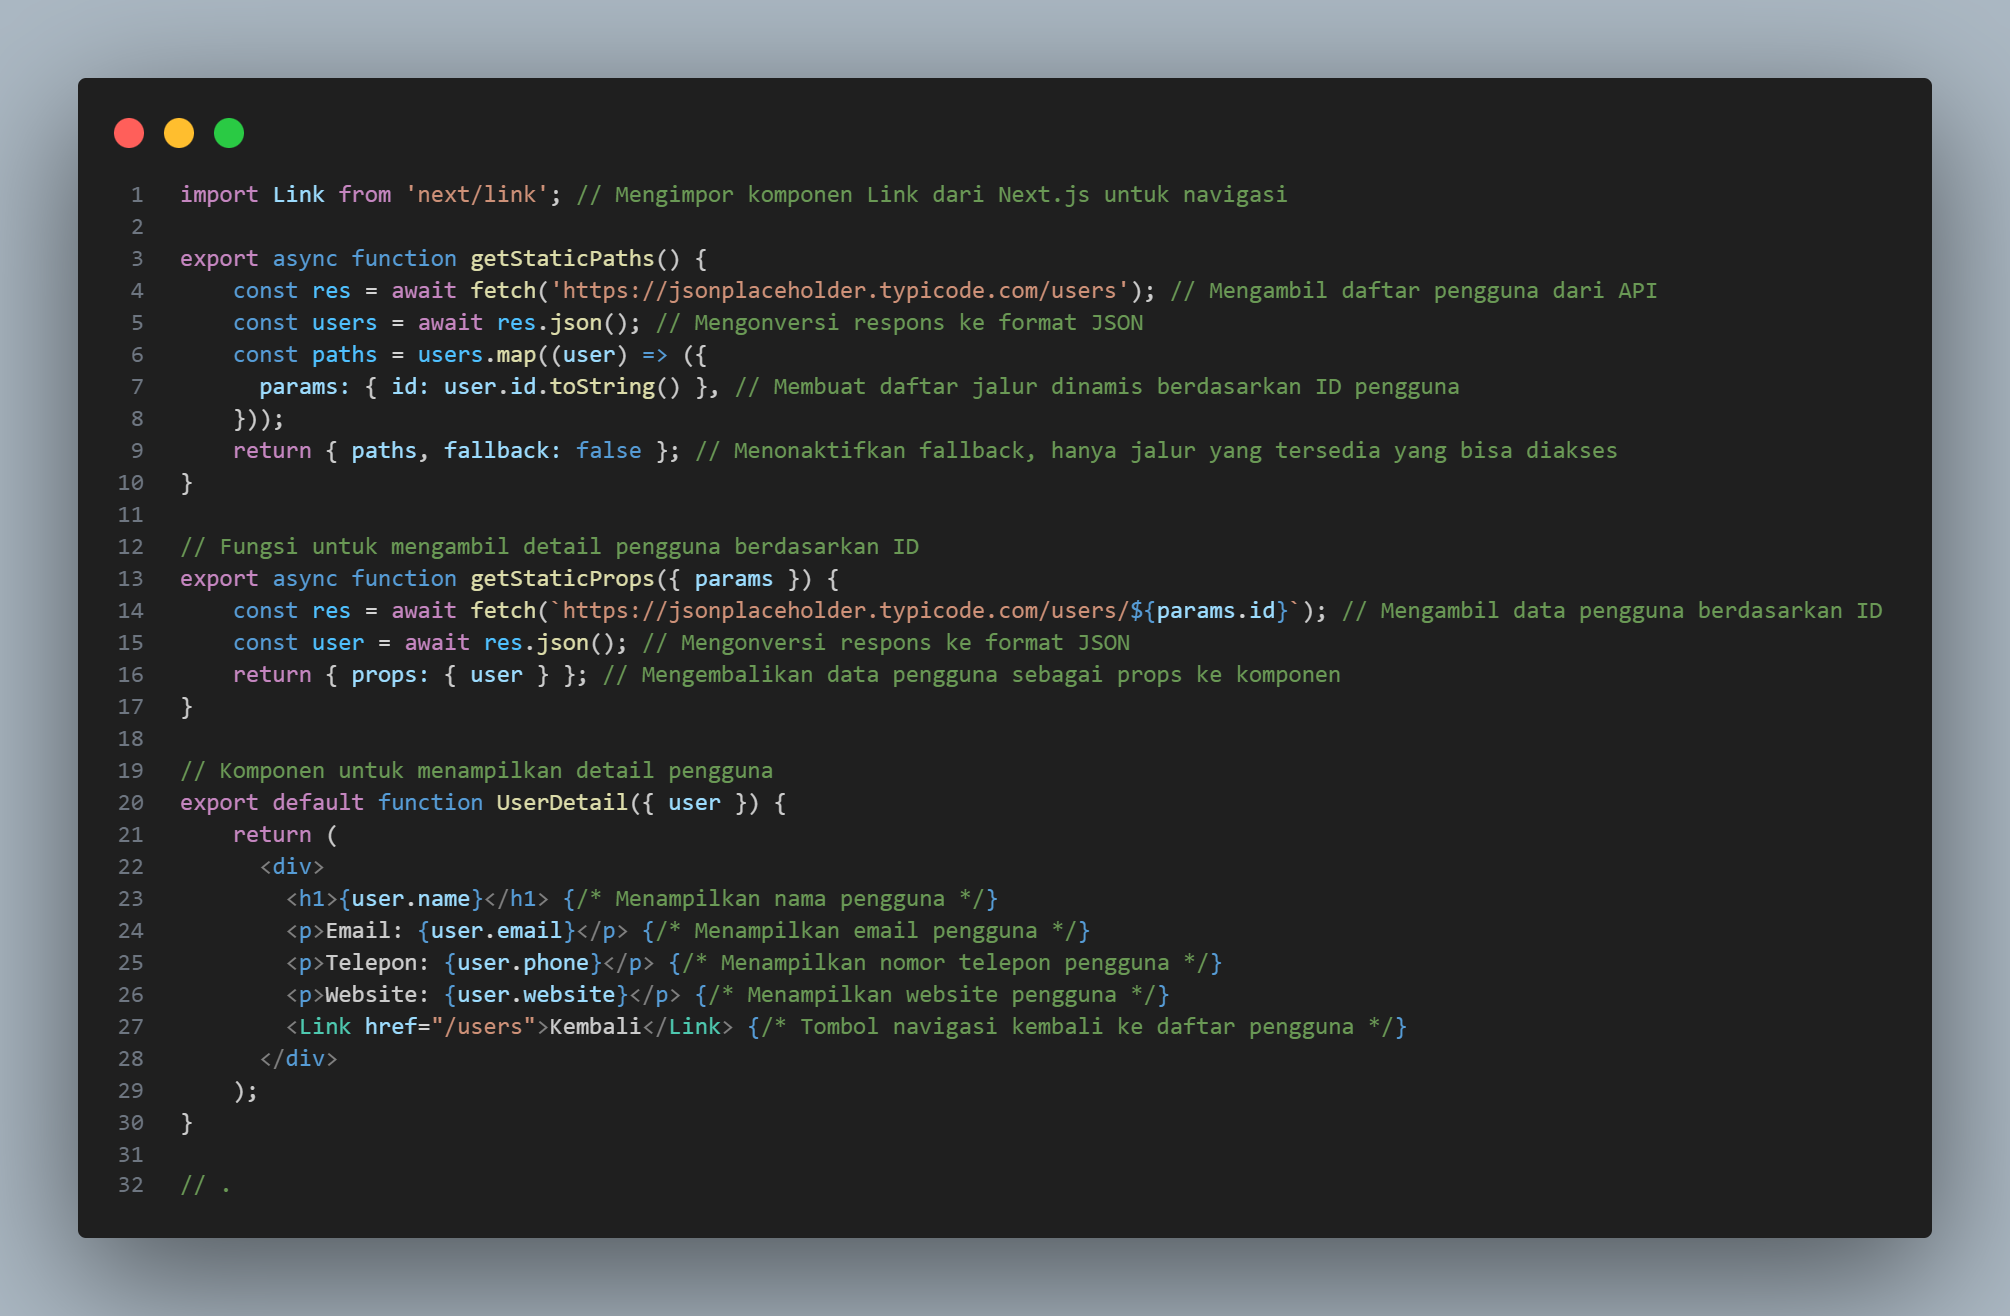 1 import Link from 'next/link'; // Mengimpor komponen Link dari Next.js untuk navigasi
2
3 export async function getStaticPaths() {
4     const res = await fetch('https://jsonplaceholder.typicode.com/users'); // Mengambil daftar pengguna dari API
5     const users = await res.json(); // Mengonversi respons ke format JSON
6     const paths = users.map((user) => ({
7       params: { id: user.id.toString() }, // Membuat daftar jalur dinamis berdasarkan ID pengguna
8     }));
9     return { paths, fallback: false }; // Menonaktifkan fallback, hanya jalur yang tersedia yang bisa diakses
10 }
11
12 // Fungsi untuk mengambil detail pengguna berdasarkan ID
13 export async function getStaticProps({ params }) {
14     const res = await fetch(`https://jsonplaceholder.typicode.com/users/${params.id}`); // Mengambil data pengguna berdasarkan ID
15     const user = await res.json(); // Mengonversi respons ke format JSON
16     return { props: { user } }; // Mengembalikan data pengguna sebagai props ke komponen
17 }
18
19 // Komponen untuk menampilkan detail pengguna
20 export default function UserDetail({ user }) {
21     return (
22       <div>
23         <h1>{user.name}</h1> {/* Menampilkan nama pengguna */}
24         <p>Email: {user.email}</p> {/* Menampilkan email pengguna */}
25         <p>Telepon: {user.phone}</p> {/* Menampilkan nomor telepon pengguna */}
26         <p>Website: {user.website}</p> {/* Menampilkan website pengguna */}
27         <Link href="/users">Kembali</Link> {/* Tombol navigasi kembali ke daftar pengguna */}
28       </div>
29     );
30 }
31
32 // .